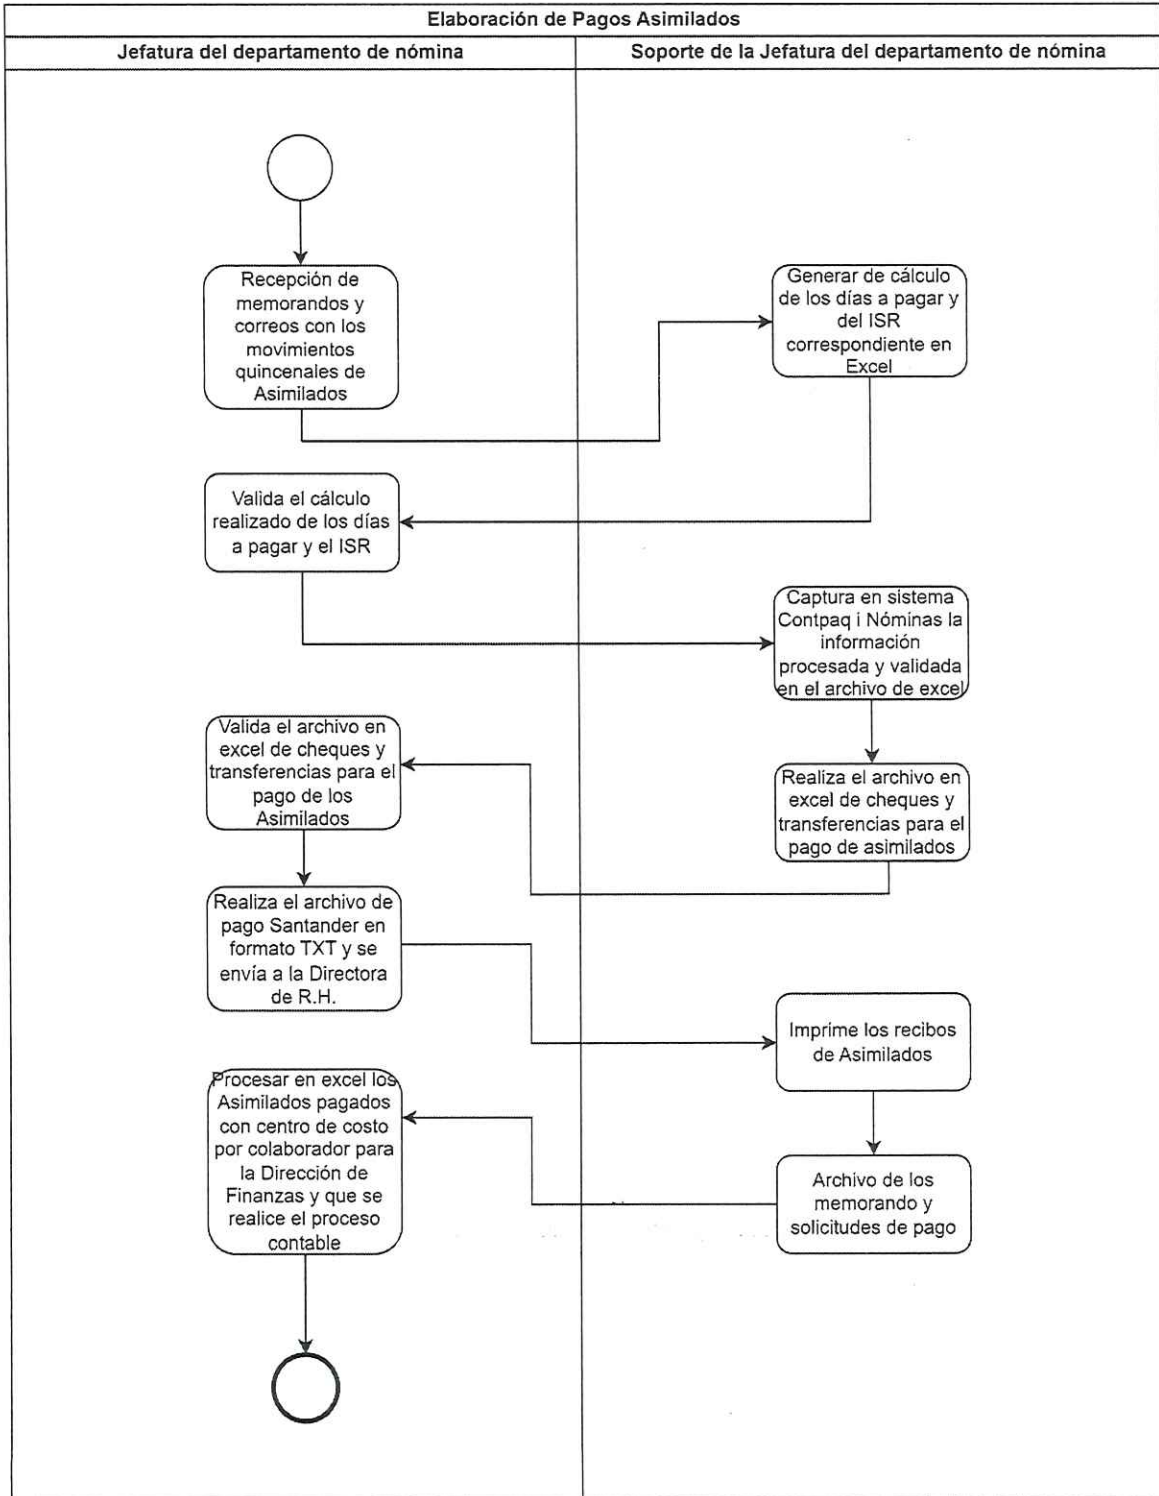 Elaboración de Pagos Asimilados
Jefatura del departamento de nómina
Soporte de la Jefatura del departamento de nómina
Recepción de
memorandos y
correos con los
movimientos
quincenales de
Asimilados
Generar de cálculo
de los días a pagar y
del ISR
correspondiente en
Excel
Valida el cálculo
realizado de los días
a pagar y el ISR
Captura en sistema
Contpaq i Nóminas la
información
procesada y validada
en el archivo de excel
Realiza el archivo en
excel de cheques y
transferencias para el
pago de asimilados
Valida el archivo en
excel de cheques y
transferencias para el
pago de los
Asimilados
Realiza el archivo de
pago Santander en
formato TXT y se
envía a la Directora
de R.H.
Imprime los recibos
de Asimilados
Archivo de los
memorando y
solicitudes de pago
Procesar en excel los
Asimilados pagados
con centro de costo
por colaborador para
la Dirección de
Finanzas y que se
realice el proceso
contable